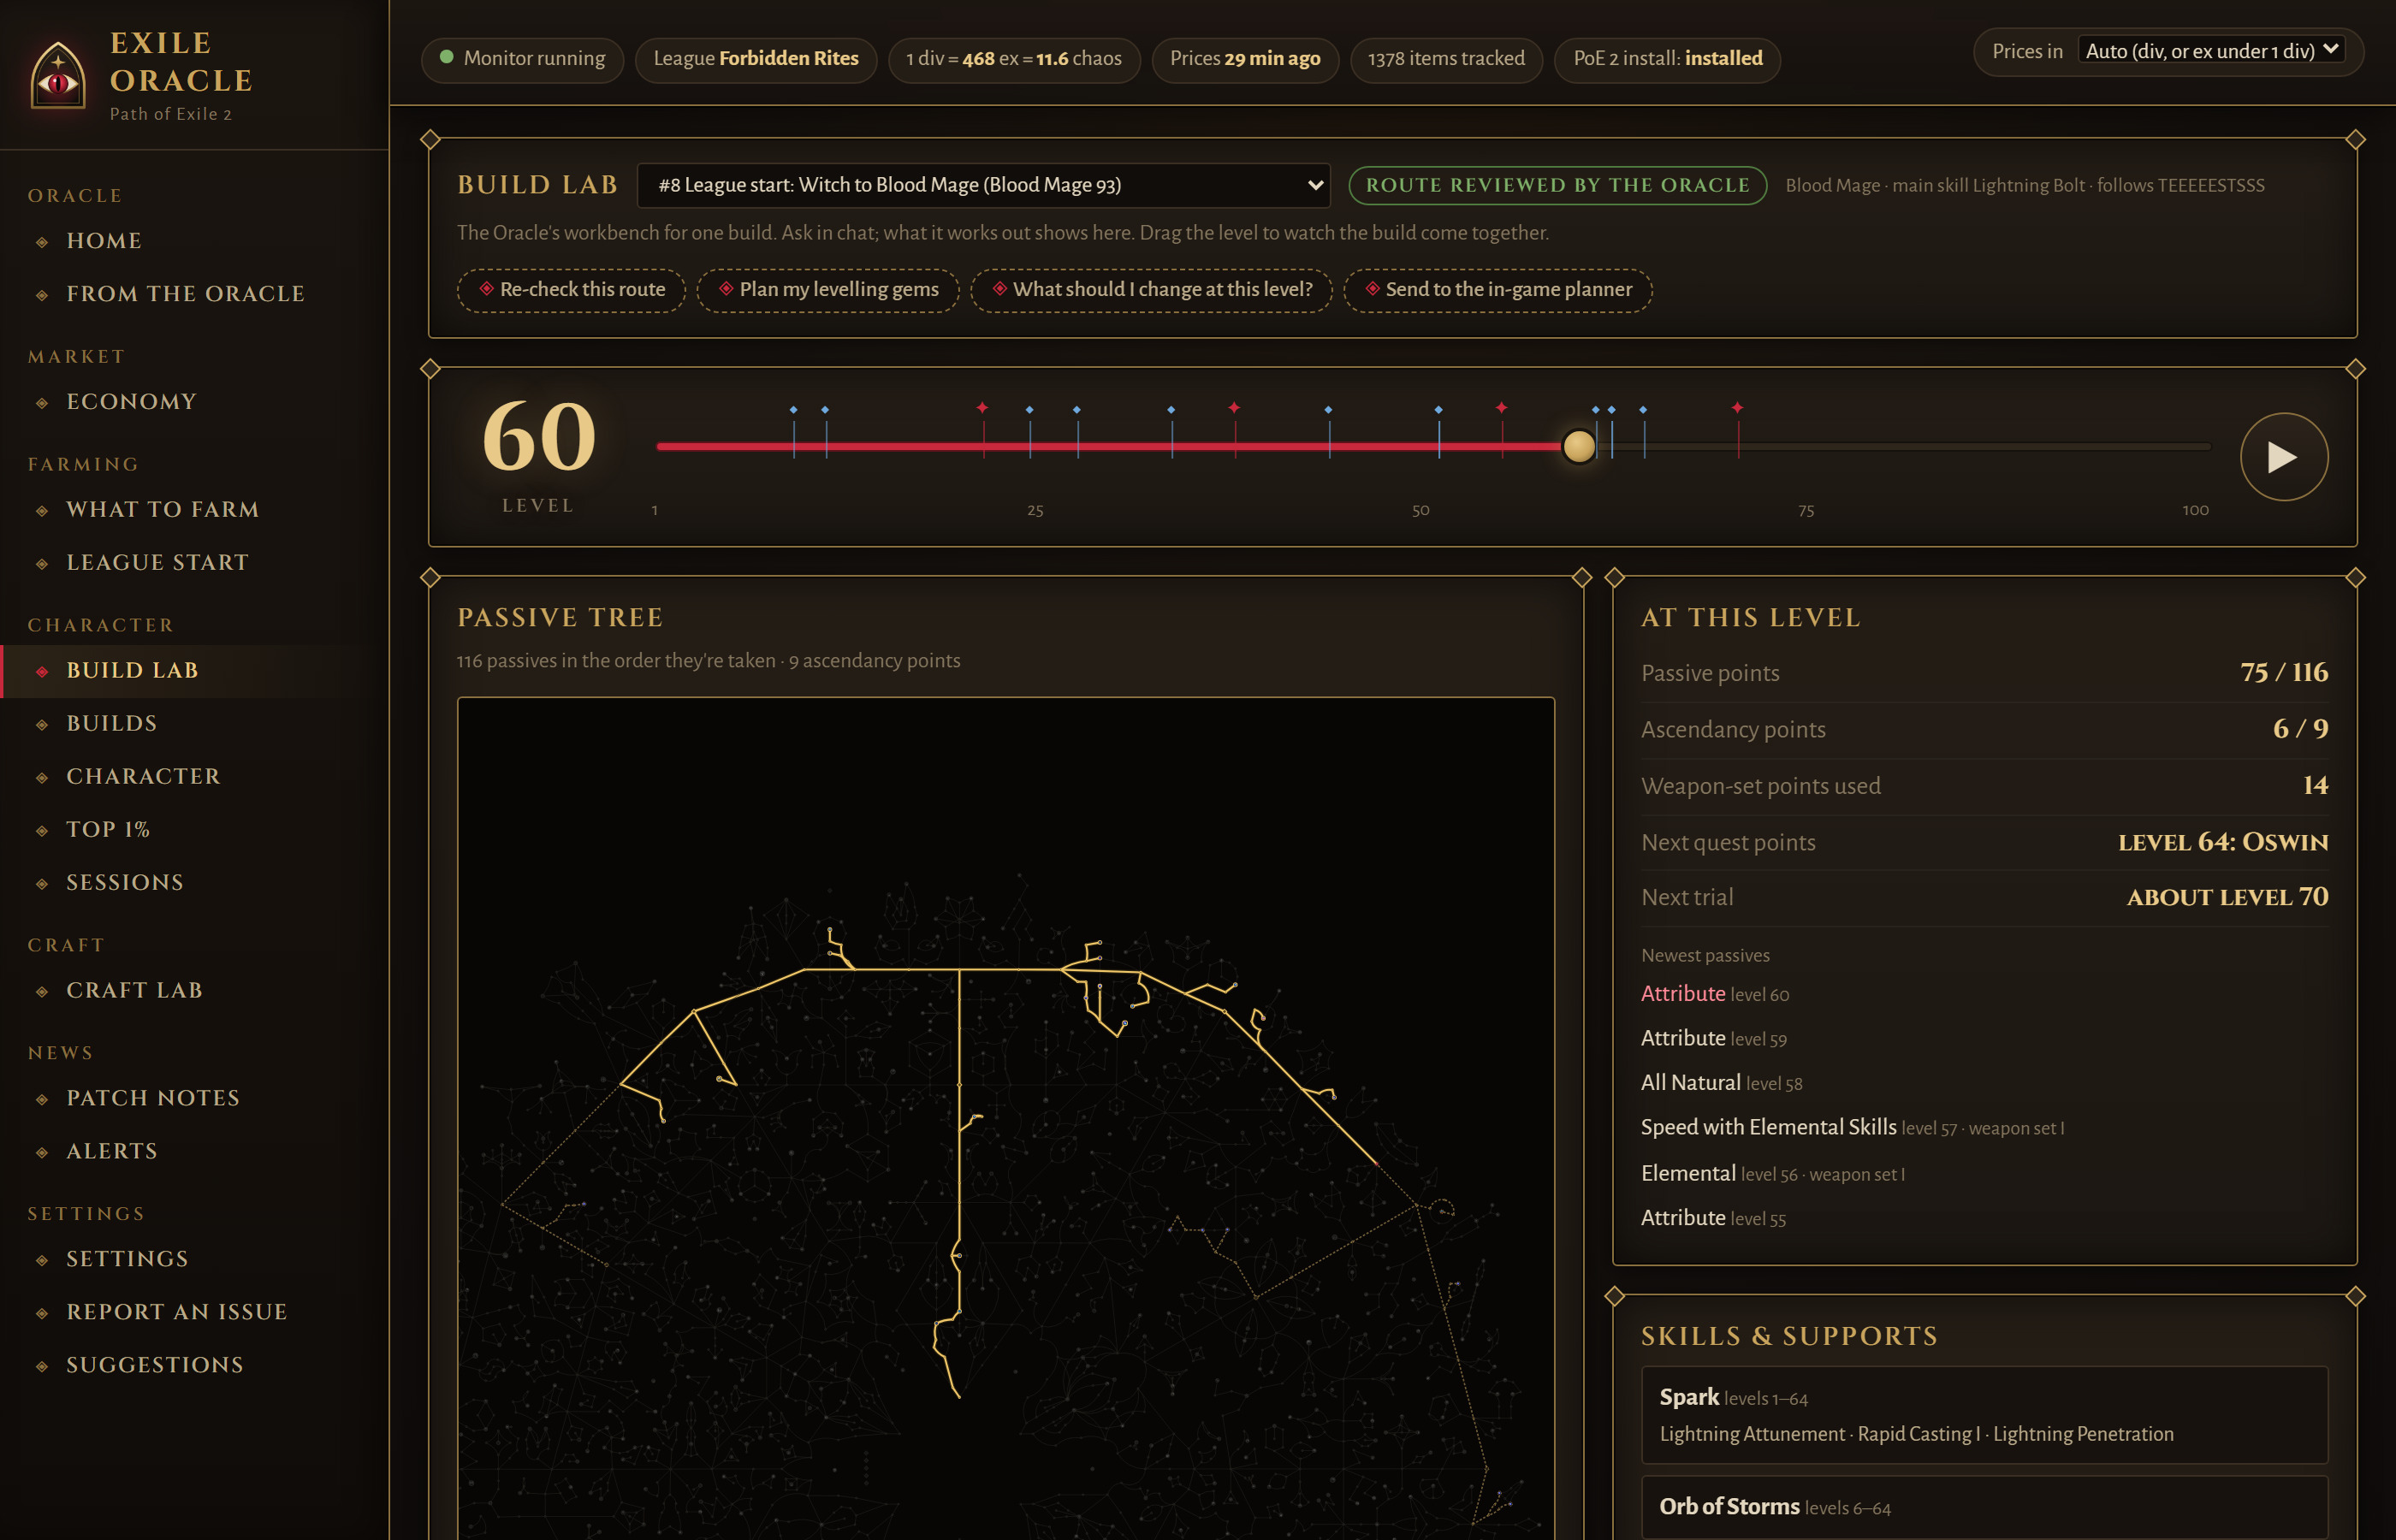 EXILE
ORACLE
Path of Exile 2
ORACLE
HOME
FROM THE ORACLE
MARKET
ECONOMY
FARMING
WHAT TO FARM
LEAGUE START
CHARACTER
BUILD LAB
BUILDS
CHARACTER
TOP 1%
SESSIONS
CRAFT
CRAFT LAB
NEWS
PATCH NOTES
ALERTS
SETTINGS
SETTINGS
REPORT AN ISSUE
SUGGESTIONS
Monitor running
League Forbidden Rites
1 div = 468 ex = 11.6 chaos
Prices 29 min ago
1378 items tracked
PoE 2 install: installed
Prices in Auto (div, or ex under 1 div)
BUILD LAB
#8 League start: Witch to Blood Mage (Blood Mage 93)
ROUTE REVIEWED BY THE ORACLE
Blood Mage · main skill Lightning Bolt · follows TEEEEESTSSS
The Oracle's workbench for one build. Ask in chat; what it works out shows here. Drag the level to watch the build come together.
Re-check this route
Plan my levelling gems
What should I change at this level?
Send to the in-game planner
60
LEVEL
1 25 50 75 100
PASSIVE TREE
116 passives in the order they're taken · 9 ascendancy points
AT THIS LEVEL
Passive points 75 / 116
Ascendancy points 6 / 9
Weapon-set points used 14
Next quest points LEVEL 64: OSWIN
Next trial ABOUT LEVEL 70
Newest passives
Attribute level 60
Attribute level 59
All Natural level 58
Speed with Elemental Skills level 57 · weapon set I
Elemental level 56 · weapon set I
Attribute level 55
SKILLS & SUPPORTS
Spark levels 1–64
Lightning Attunement · Rapid Casting I · Lightning Penetration
Orb of Storms levels 6–64